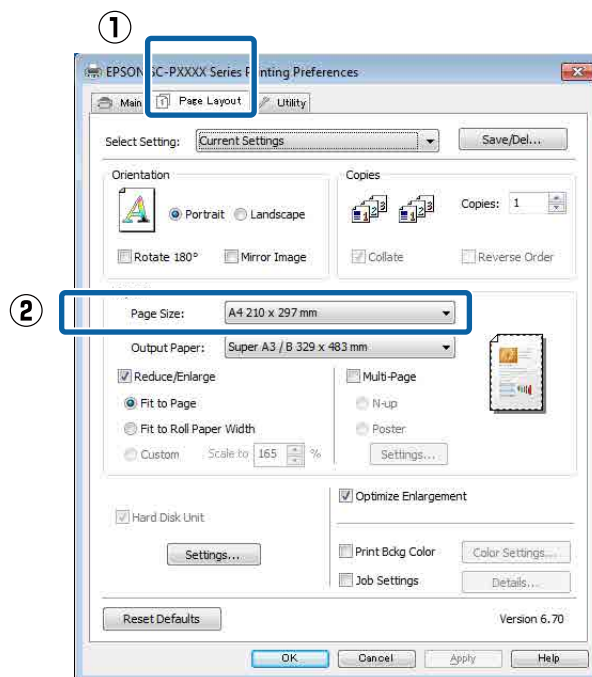 ①
EPSON SC-PXXXX Series Printing Preferences
Main Page Layout Utility
Select Setting: Current Settings Save/Del...
Orientation Copies
Portrait Landscape Copies: 1
Rotate 180° Mirror Image Collate Reverse Order
②
Page Size: A4 210 x 297 mm
Output Paper: Super A3 / B 329 x 483 mm
Reduce/Enlarge Multi-Page
Fit to Page N-up
Fit to Roll Paper Width Poster
Custom Scale to 165 % Settings...
Optimize Enlargement
Hard Disk Unit
Settings... Print Bckg Color Color Settings...
Job Settings Details...
Reset Defaults Version 6.70
OK Cancel Apply Help